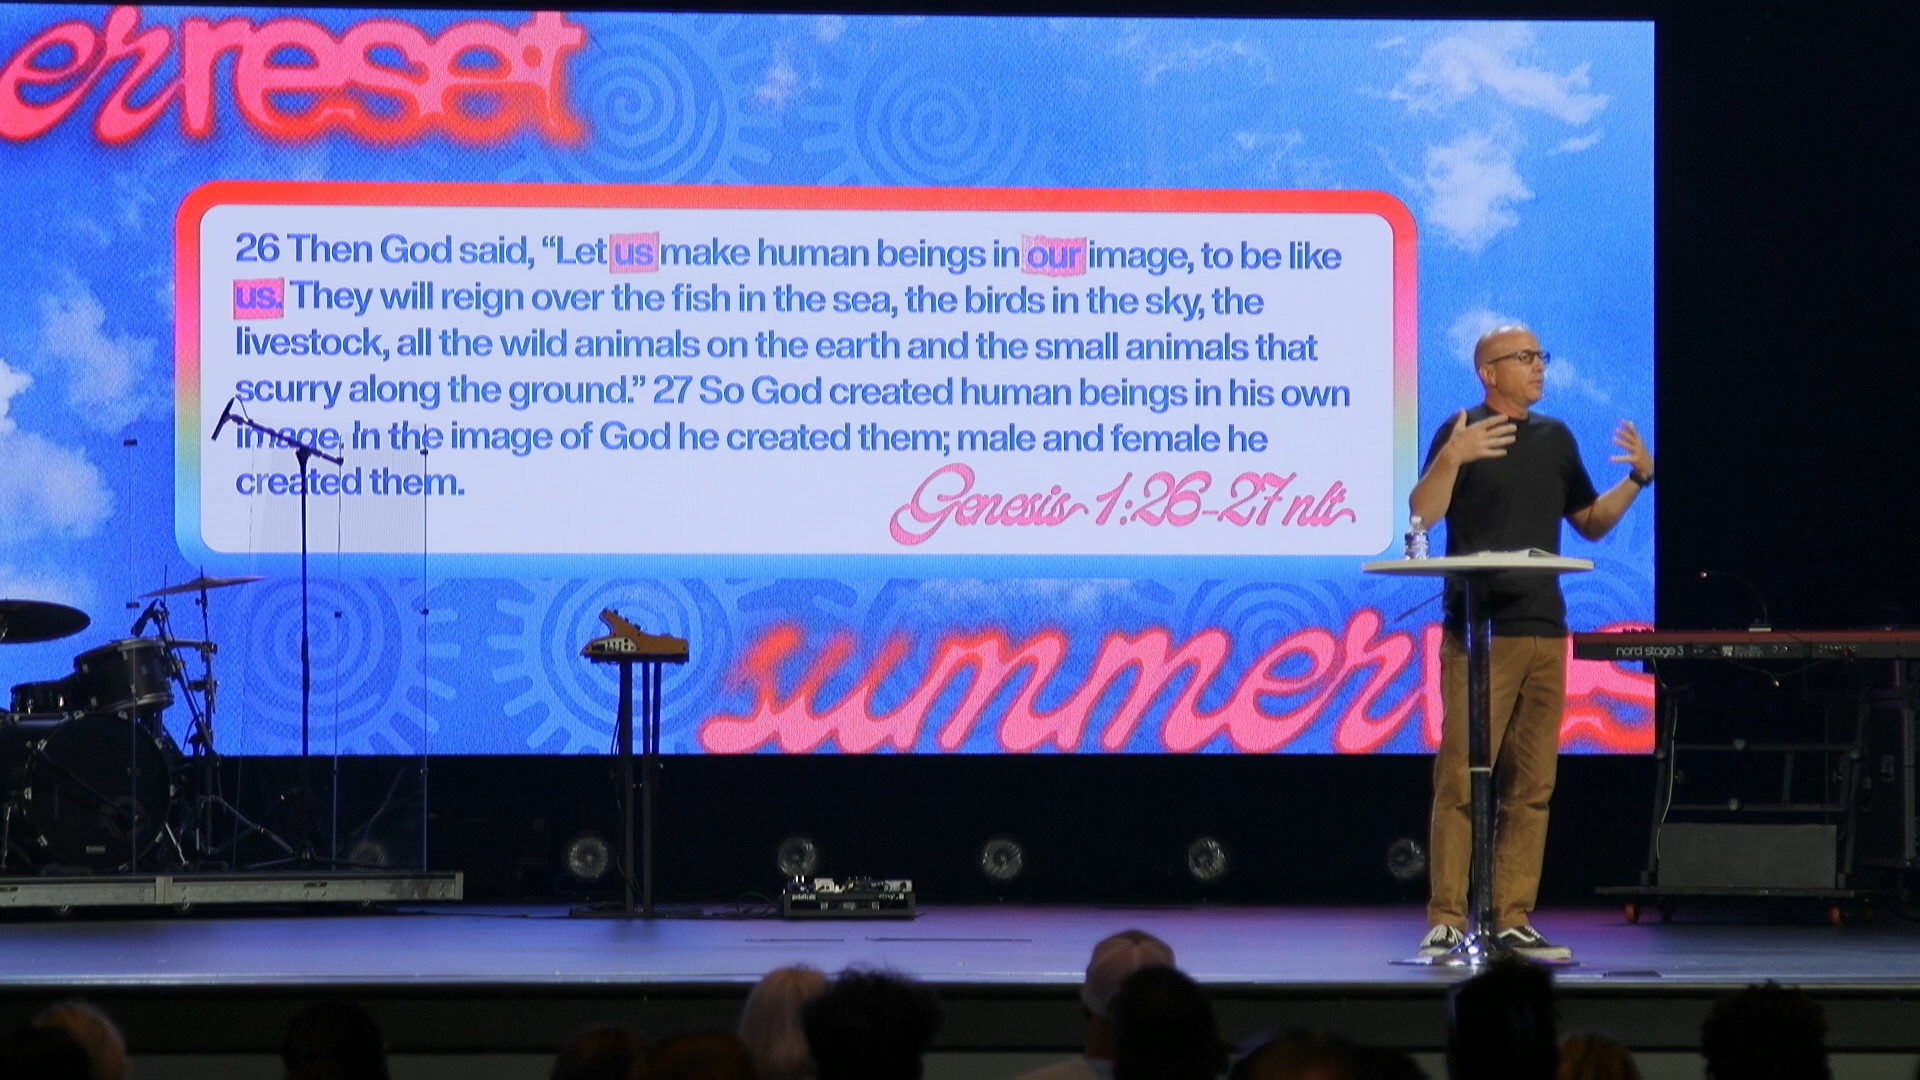 er reset
26 Then God said, “Let us make human beings in our image, to be like
us. They will reign over the fish in the sea, the birds in the sky, the
livestock, all the wild animals on the earth and the small animals that
scurry along the ground.” 27 So God created human beings in his own
image. In the image of God he created them; male and female he
created them.
Genesis 1:26-27 nlt
summer
nord stage 3